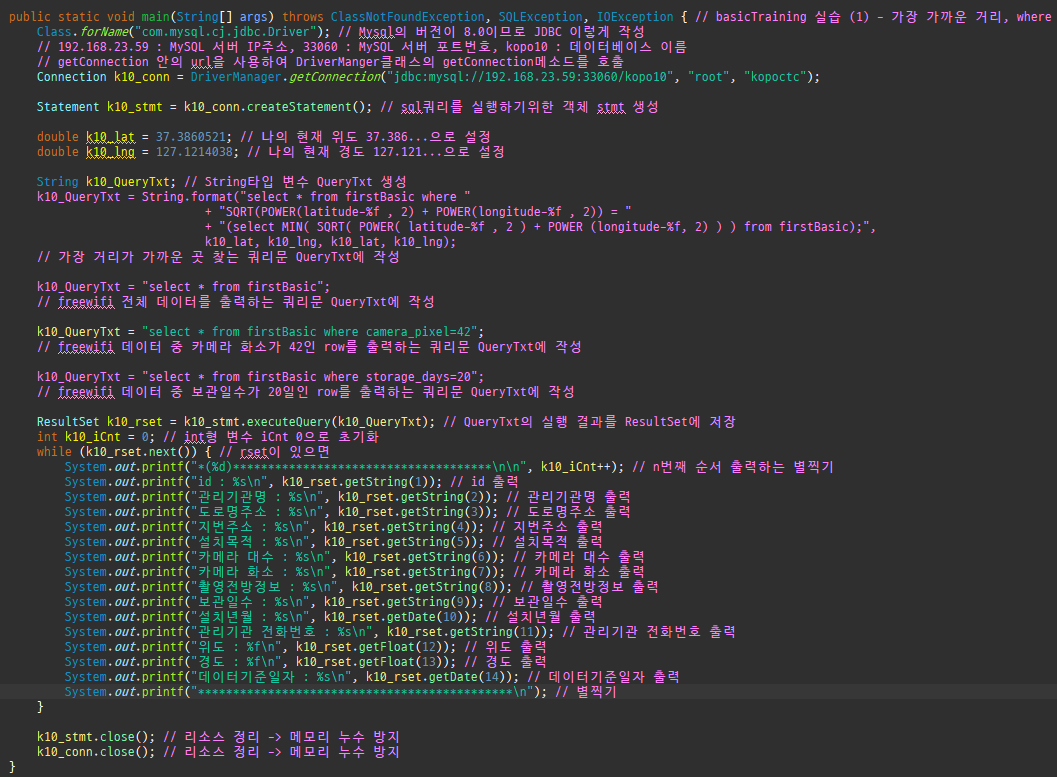 public static void main(String[] args) throws ClassNotFoundException, SQLException, IOException { // basicTraining 실습 (1) - 가장 가까운 거리, where
Class.forName("com.mysql.cj.jdbc.Driver"); // Mysql의 버전이 8.0이므로 JDBC 이렇게 작성
// 192.168.23.59 : MySQL 서버 IP주소, 33060 : MySQL 서버 포트번호, kopo10 : 데이터베이스 이름
// getConnection 안의 url을 사용하여 DriverManger클래스의 getConnection메소드를 호출
Connection k10_conn = DriverManager.getConnection("jdbc:mysql://192.168.23.59:33060/kopo10", "root", "kopoctc");
Statement k10_stmt = k10_conn.createStatement(); // sql쿼리를 실행하기위한 객체 stmt 생성
double k10_lat = 37.3860521; // 나의 현재 위도 37.386...으로 설정
double k10_lng = 127.1214038; // 나의 현재 경도 127.121...으로 설정
String k10_QueryTxt; // String타입 변수 QueryTxt 생성
k10_QueryTxt = String.format("select * from firstBasic where "
+ "SQRT(POWER(latitude-%f , 2) + POWER(longitude-%f , 2)) = "
+ "(select MIN( SQRT( POWER( latitude-%f , 2 ) + POWER (longitude-%f, 2) ) ) from firstBasic);",
k10_lat, k10_lng, k10_lat, k10_lng);
// 가장 거리가 가까운 곳 찾는 쿼리문 QueryTxt에 작성
k10_QueryTxt = "select * from firstBasic";
// freewifi 전체 데이터를 출력하는 쿼리문 QueryTxt에 작성
k10_QueryTxt = "select * from firstBasic where camera_pixel=42";
// freewifi 데이터 중 카메라 화소가 42인 row를 출력하는 쿼리문 QueryTxt에 작성
k10_QueryTxt = "select * from firstBasic where storage_days=20";
// freewifi 데이터 중 보관일수가 20일인 row를 출력하는 쿼리문 QueryTxt에 작성
ResultSet k10_rset = k10_stmt.executeQuery(k10_QueryTxt); // QueryTxt의 실행 결과를 ResultSet에 저장
int k10_iCnt = 0; // int형 변수 iCnt 0으로 초기화
while (k10_rset.next()) { // rset이 있으면
System.out.printf("*(%d)*************************************\n\n", k10_iCnt++); // n번째 순서 출력하는 별찍기
System.out.printf("id : %s\n", k10_rset.getString(1)); // id 출력
System.out.printf("관리기관명 : %s\n", k10_rset.getString(2)); // 관리기관명 출력
System.out.printf("도로명주소 : %s\n", k10_rset.getString(3)); // 도로명주소 출력
System.out.printf("지번주소 : %s\n", k10_rset.getString(4)); // 지번주소 출력
System.out.printf("설치목적 : %s\n", k10_rset.getString(5)); // 설치목적 출력
System.out.printf("카메라 대수 : %s\n", k10_rset.getString(6)); // 카메라 대수 출력
System.out.printf("카메라 화소 : %s\n", k10_rset.getString(7)); // 카메라 화소 출력
System.out.printf("촬영전방정보 : %s\n", k10_rset.getString(8)); // 촬영전방정보 출력
System.out.printf("보관일수 : %s\n", k10_rset.getString(9)); // 보관일수 출력
System.out.printf("설치년월 : %s\n", k10_rset.getDate(10)); // 설치년월 출력
System.out.printf("관리기관 전화번호 : %s\n", k10_rset.getString(11)); // 관리기관 전화번호 출력
System.out.printf("위도 : %f\n", k10_rset.getFloat(12)); // 위도 출력
System.out.printf("경도 : %f\n", k10_rset.getFloat(13)); // 경도 출력
System.out.printf("데이터기준일자 : %s\n", k10_rset.getDate(14)); // 데이터기준일자 출력
System.out.printf("*********************************************\n"); // 별찍기
}
k10_stmt.close(); // 리소스 정리 -> 메모리 누수 방지
k10_conn.close(); // 리소스 정리 -> 메모리 누수 방지
}